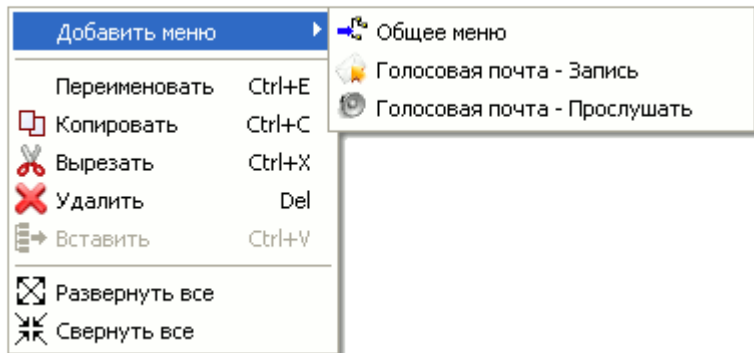 Добавить меню
Переименовать Ctrl+E
Копировать Ctrl+C
Вырезать Ctrl+X
Удалить Del
Вставить Ctrl+V
Развернуть все
Свернуть все
Общее меню
Голосовая почта - Запись
Голосовая почта - Прослушать